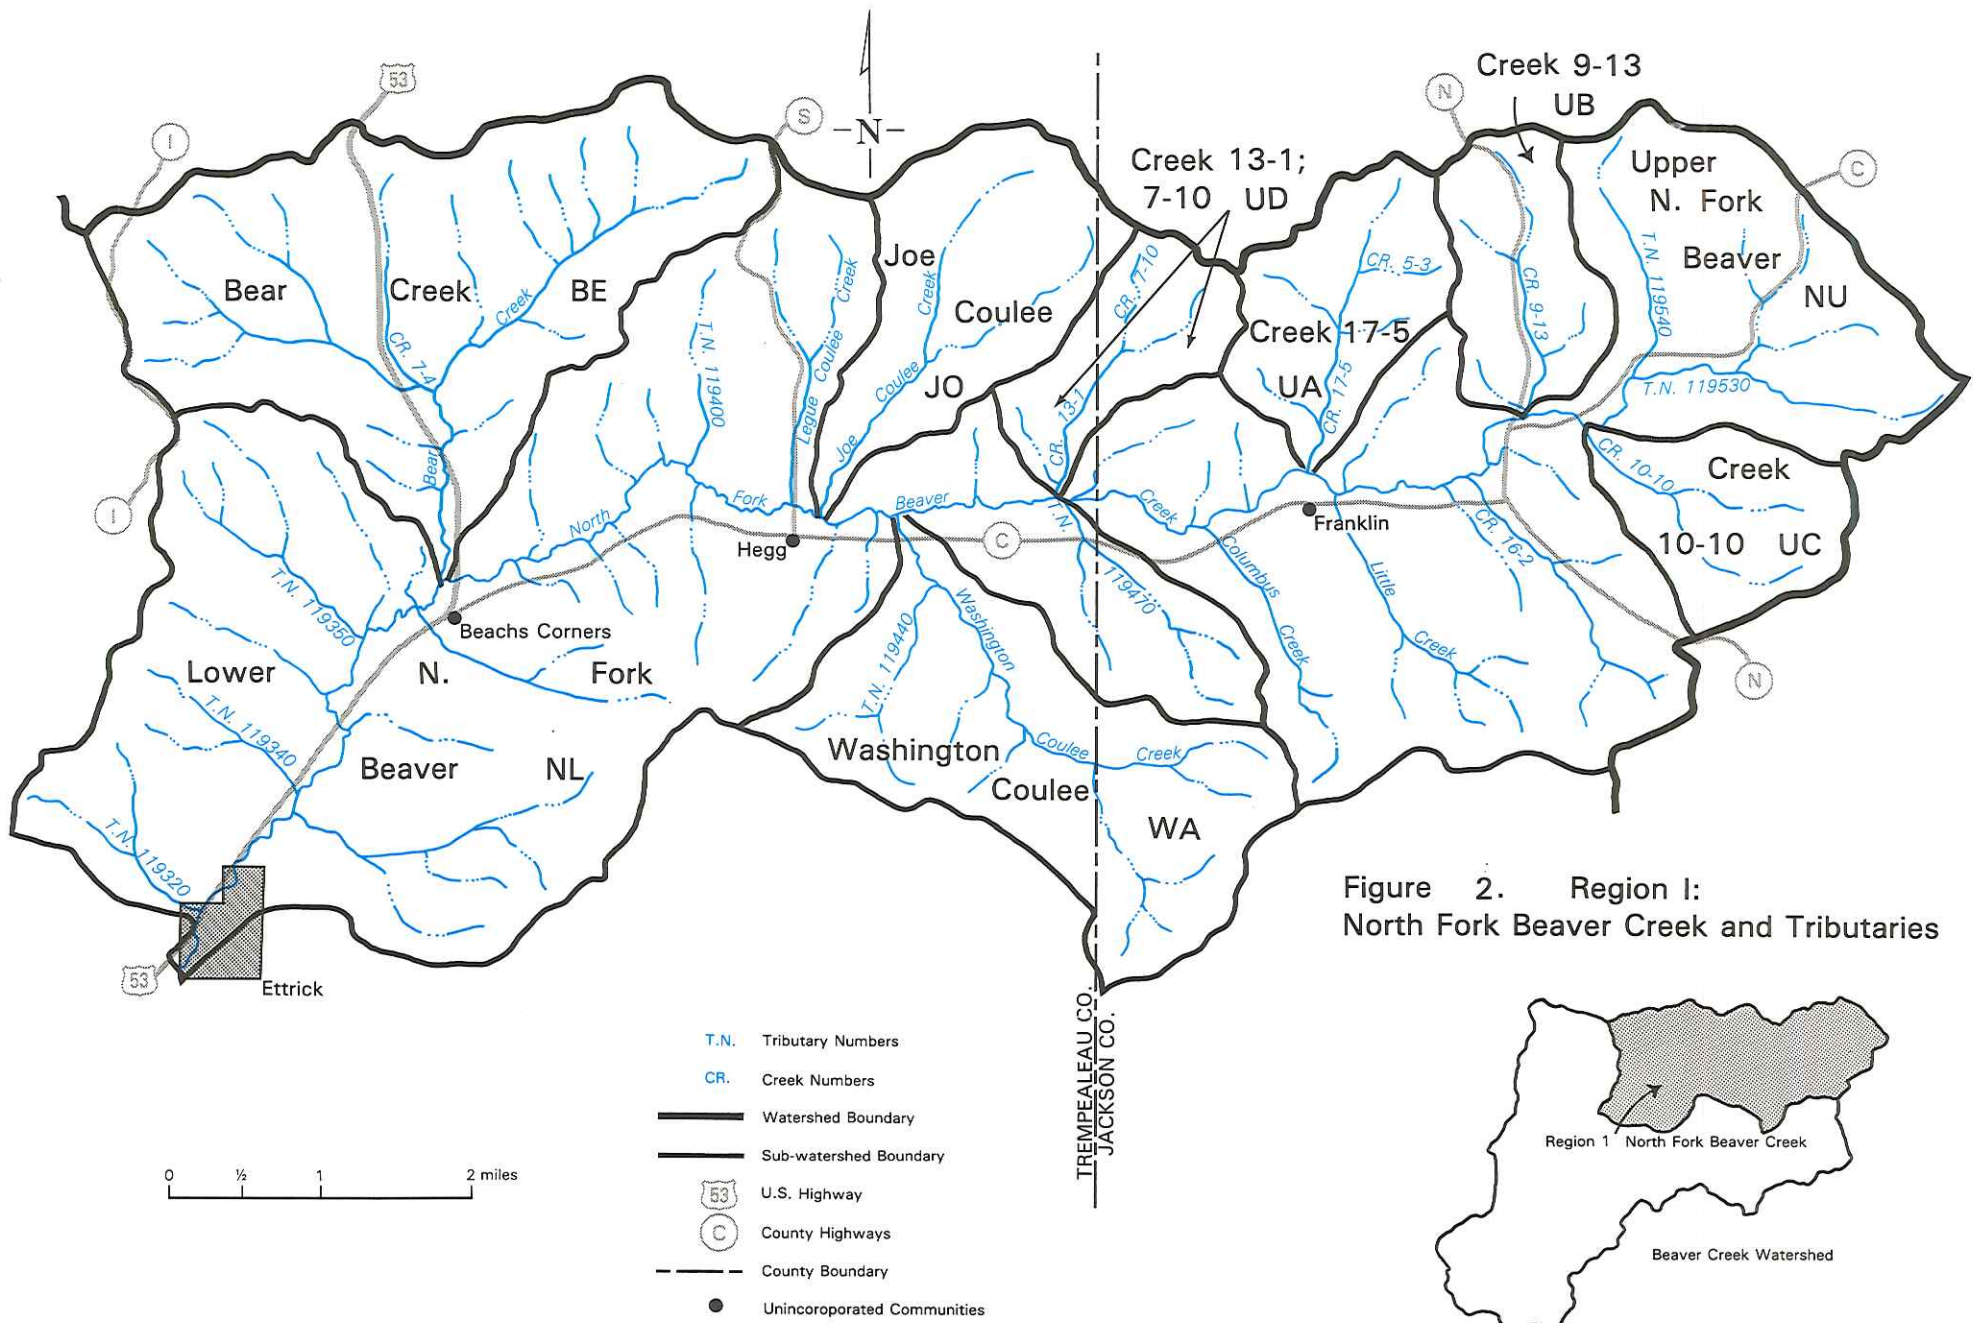 53
I
S
N
N
Creek 9-13
UB
C
Creek 13-1;
7-10 UD
Upper
N. Fork
Beaver
NU
Bear Creek BE
Creek
CR. 7-4
Bear
T.N. 119400
Legue Coulee Creek
Joe
Coulee
JO
Joe Coulee Creek
CR. 7-10
CR. 13-1
CR. 5-3
Creek 17-5
UA
CR. 17-5
CR. 9-13
T.N. 119540
T.N. 119530
CR. 10-10
Creek
10-10 UC
I
North Fork Beaver Creek
Hegg
C
Franklin
CR. 16-2
T.N. 119470
Columbus Creek
Little Creek
N
T.N. 119350
Beachs Corners
Lower N. Fork
Beaver NL
T.N. 119340
T.N. 119320
T.N. 119440
Washington Coulee Creek
Washington
Coulee
WA
53
Ettrick
Figure 2. Region I:
North Fork Beaver Creek and Tributaries
TREMPEALEAU CO.
JACKSON CO.
T.N. Tributary Numbers
CR. Creek Numbers
Watershed Boundary
Sub-watershed Boundary
53 U.S. Highway
C County Highways
County Boundary
Unincoroporated Communities
0 ½ 1 2 miles
Region 1 North Fork Beaver Creek
Beaver Creek Watershed